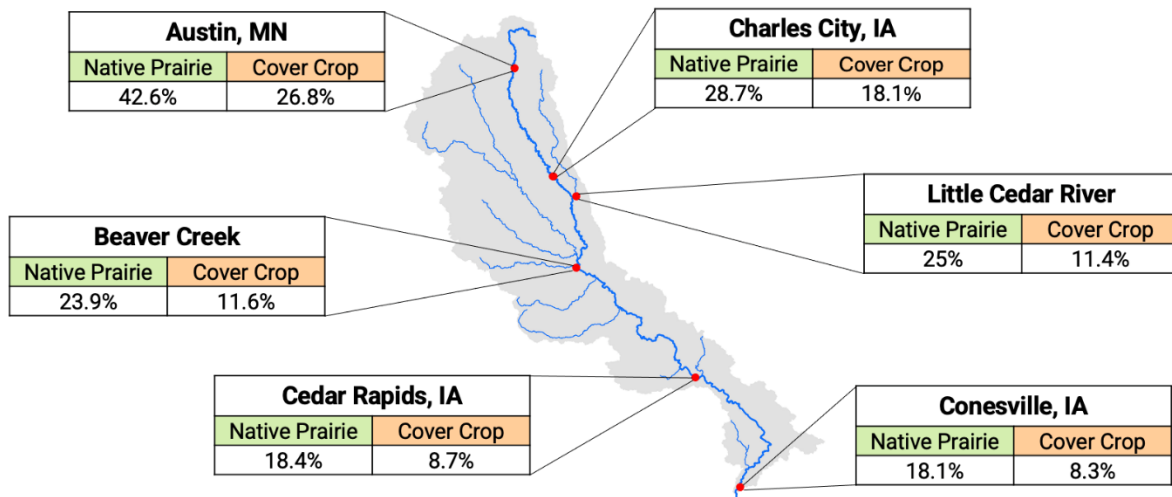 Austin, MN
Native Prairie Cover Crop
42.6% 26.8%
Charles City, IA
Native Prairie Cover Crop
28.7% 18.1%
Little Cedar River
Native Prairie Cover Crop
25% 11.4%
Beaver Creek
Native Prairie Cover Crop
23.9% 11.6%
Cedar Rapids, IA
Native Prairie Cover Crop
18.4% 8.7%
Conesville, IA
Native Prairie Cover Crop
18.1% 8.3%